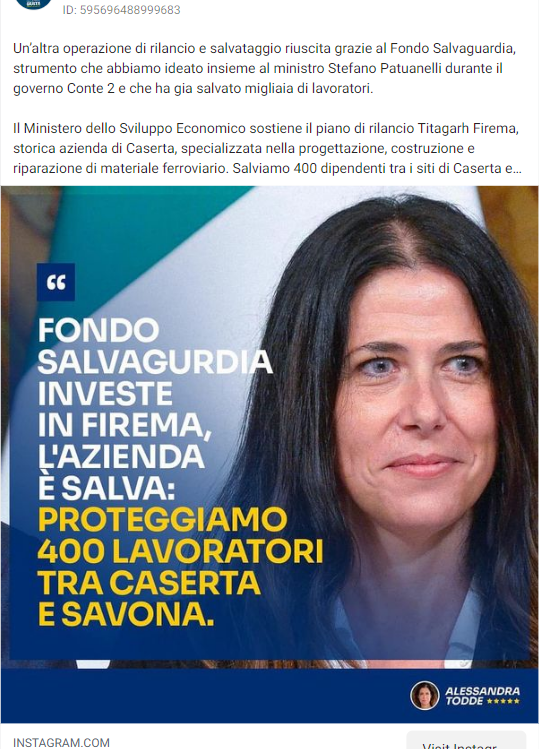 ID: 595696488999683
Un'altra operazione di rilancio e salvataggio riuscita grazie al Fondo Salvaguardia,
strumento che abbiamo ideato insieme al ministro Stefano Patuanelli durante il
governo Conte 2 e che ha gia salvato migliaia di lavoratori.
Il Ministero dello Sviluppo Economico sostiene il piano di rilancio Titagarh Firema,
storica azienda di Caserta, specializzata nella progettazione, costruzione e
riparazione di materiale ferroviario. Salviamo 400 dipendenti tra i siti di Caserta e...
“
FONDO
SALVAGURDIA
INVESTE
IN FIREMA,
L'AZIENDA
È SALVA:
PROTEGGIAMO
400 LAVORATORI
TRA CASERTA
E SAVONA.
ALESSANDRA
TODDE ★★★★★
INSTAGRAM.COM
Visit Instagr